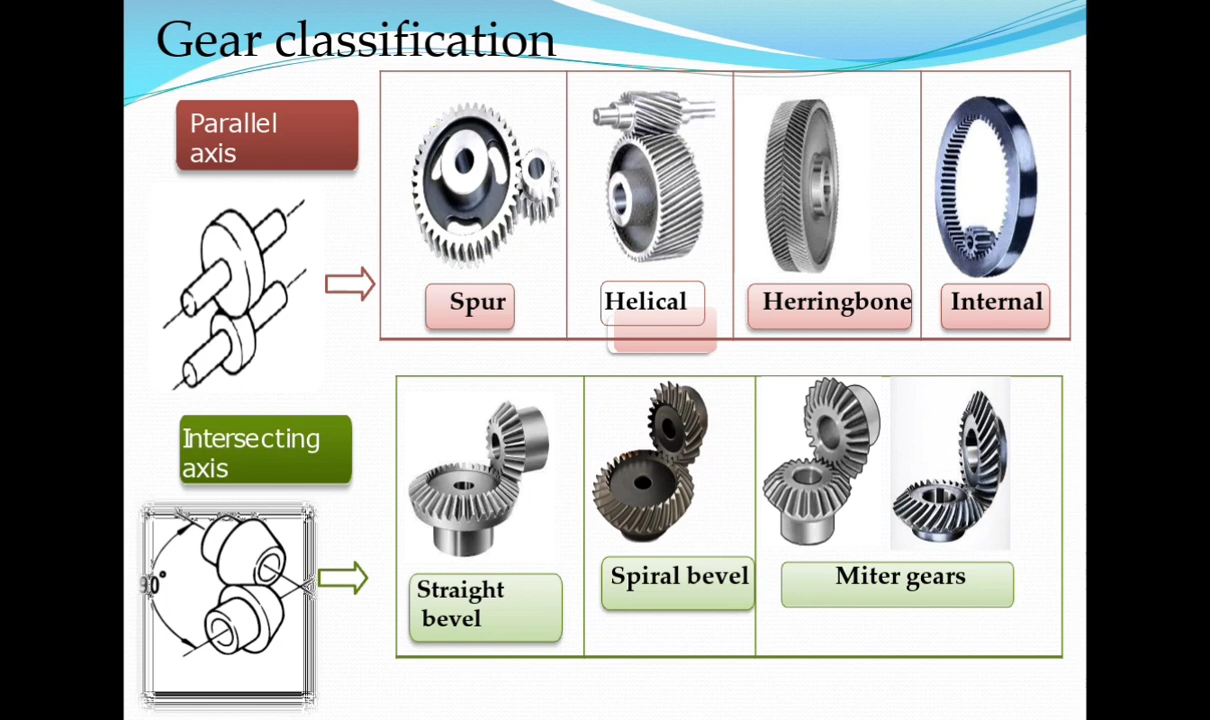 Gear classification
Parallel
axis
Spur
Helical
Herringbone
Internal
Intersecting
axis
90°
Straight
bevel
Spiral bevel
Miter gears